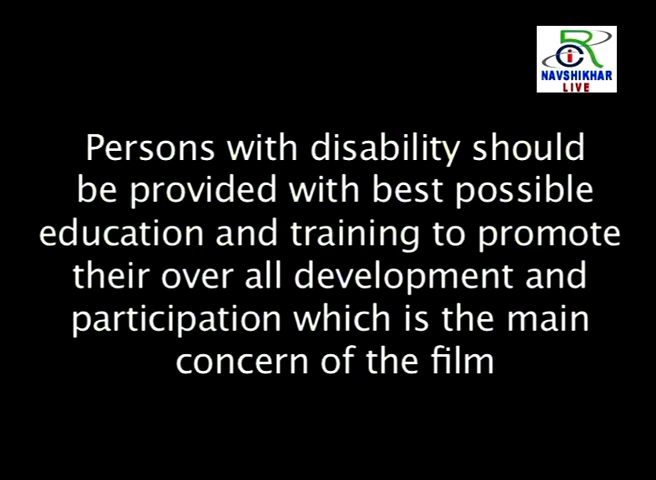 NAVSHIKHAR
LIVE
Persons with disability should
be provided with best possible
education and training to promote
their over all development and
participation which is the main
concern of the film